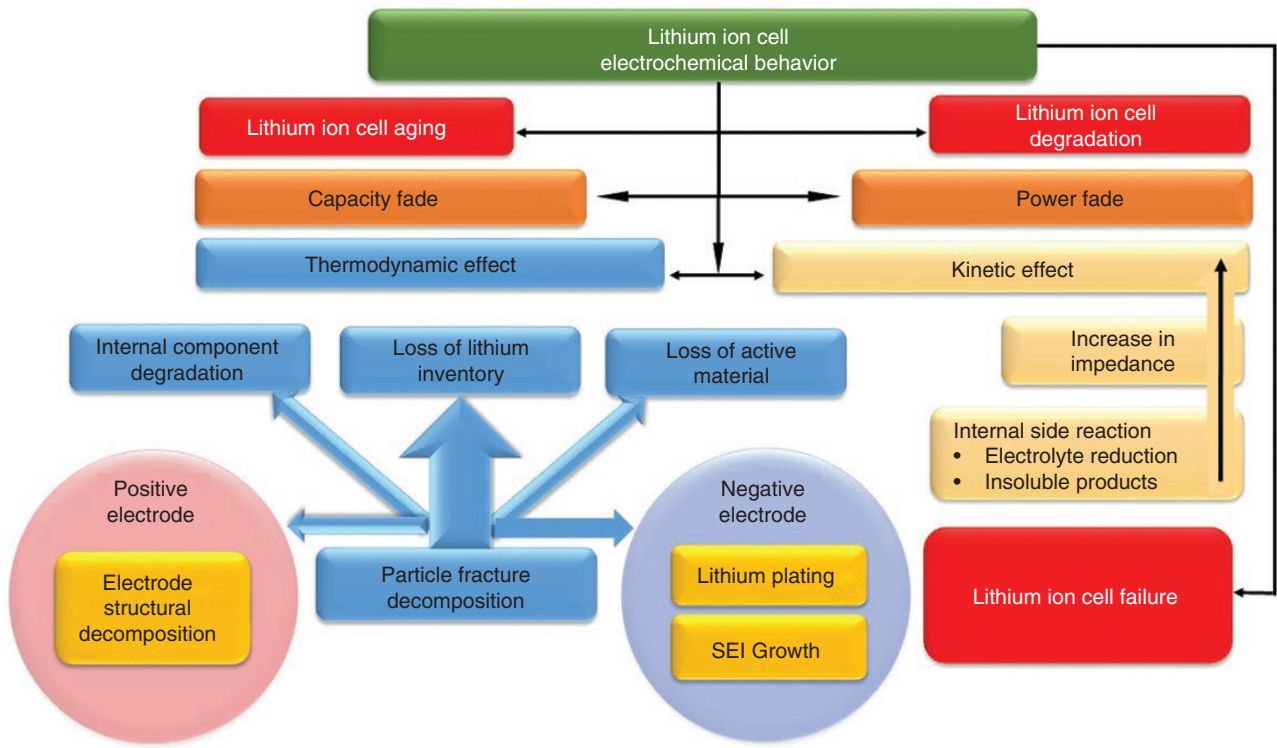 Lithium ion cell
electrochemical behavior
Lithium ion cell aging
Lithium ion cell
degradation
Capacity fade
Power fade
Thermodynamic effect
Kinetic effect
Internal component
degradation
Loss of lithium
inventory
Loss of active
material
Increase in
impedance
Internal side reaction
• Electrolyte reduction
• Insoluble products
Positive
electrode
Electrode
structural
decomposition
Particle fracture
decomposition
Negative
electrode
Lithium plating
SEI Growth
Lithium ion cell failure